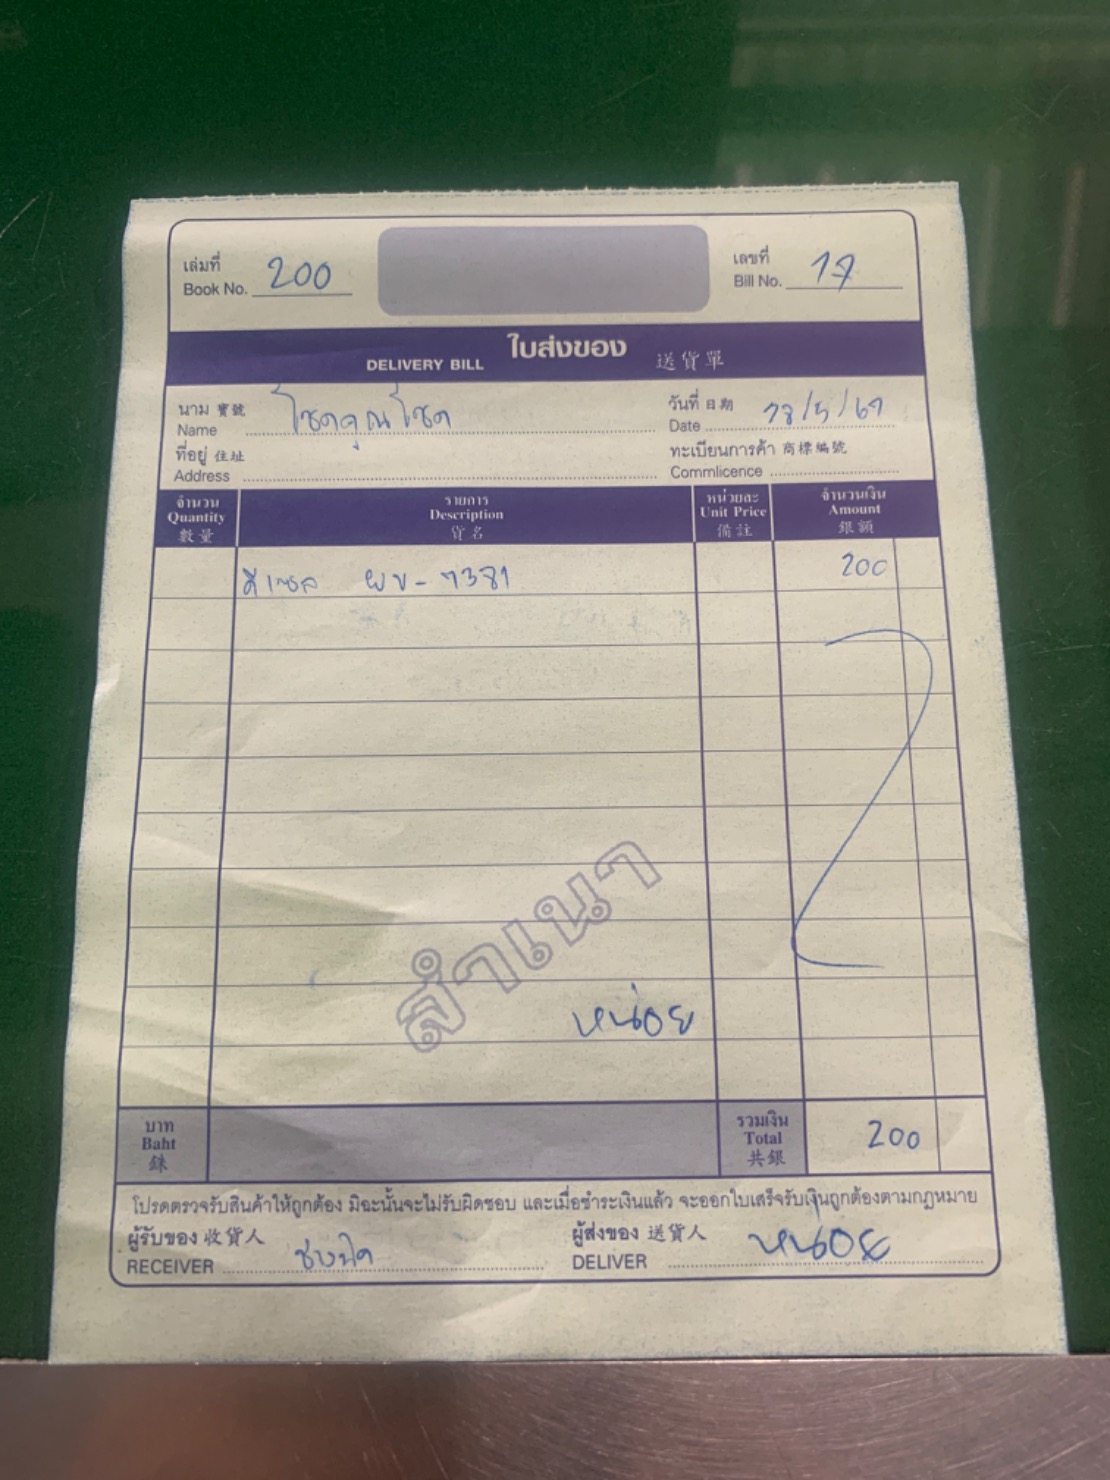 เล่มที่
Book No. 200
เลขที่
Bill No. 17
ใบส่งของ
DELIVERY BILL 送貨單
นาม 寶號
Name โชคคุณโชค
วันที่ 日期
Date 28/5/67
ที่อยู่ 住址
Address
ทะเบียนการค้า 商標編號
Commlicence
จำนวน Quantity 數量
รายการ Description 貨名
หน่วยละ Unit Price 備註
จำนวนเงิน Amount 銀額
ดีเซล ผข-7381 200
สำเนา
หน่อย
บาท Baht 銖
รวมเงิน Total 共銀 200
โปรดตรวจรับสินค้าให้ถูกต้อง มิฉะนั้นจะไม่รับผิดชอบ และเมื่อชำระเงินแล้ว จะออกใบเสร็จรับเงินถูกต้องตามกฎหมาย
ผู้รับของ 收貨人
RECEIVER
ผู้ส่งของ 送貨人
DELIVER หน่อย